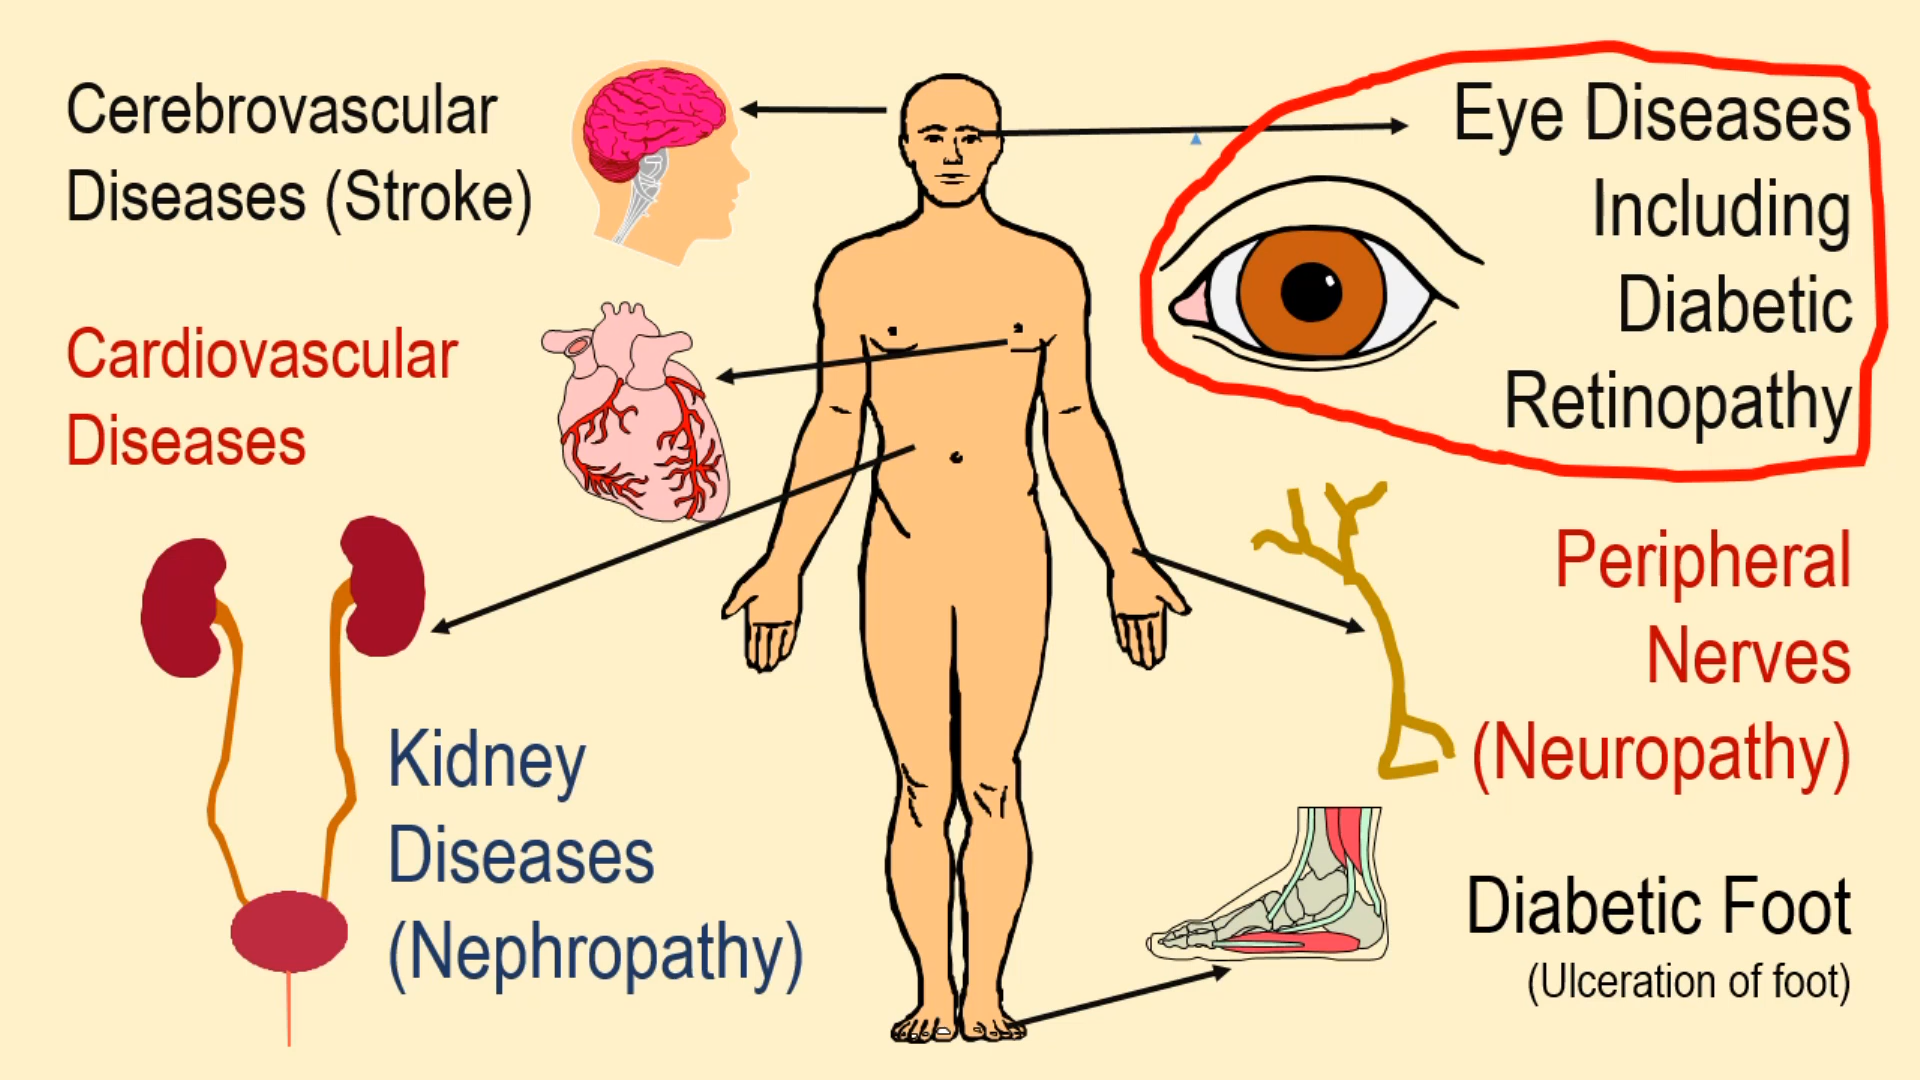 Cerebrovascular
Diseases (Stroke)
Cardiovascular
Diseases
Kidney
Diseases
(Nephropathy)
Eye Diseases
Including
Diabetic
Retinopathy
Peripheral
Nerves
(Neuropathy)
Diabetic Foot
(Ulceration of foot)